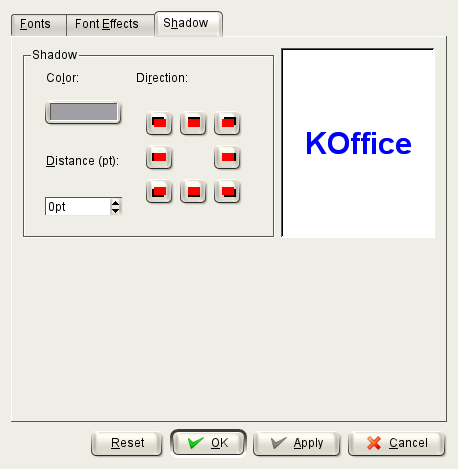 Fonts Font Effects Shadow
Shadow
Color: Direction:
Distance (pt):
0pt
KOffice
Reset OK Apply Cancel